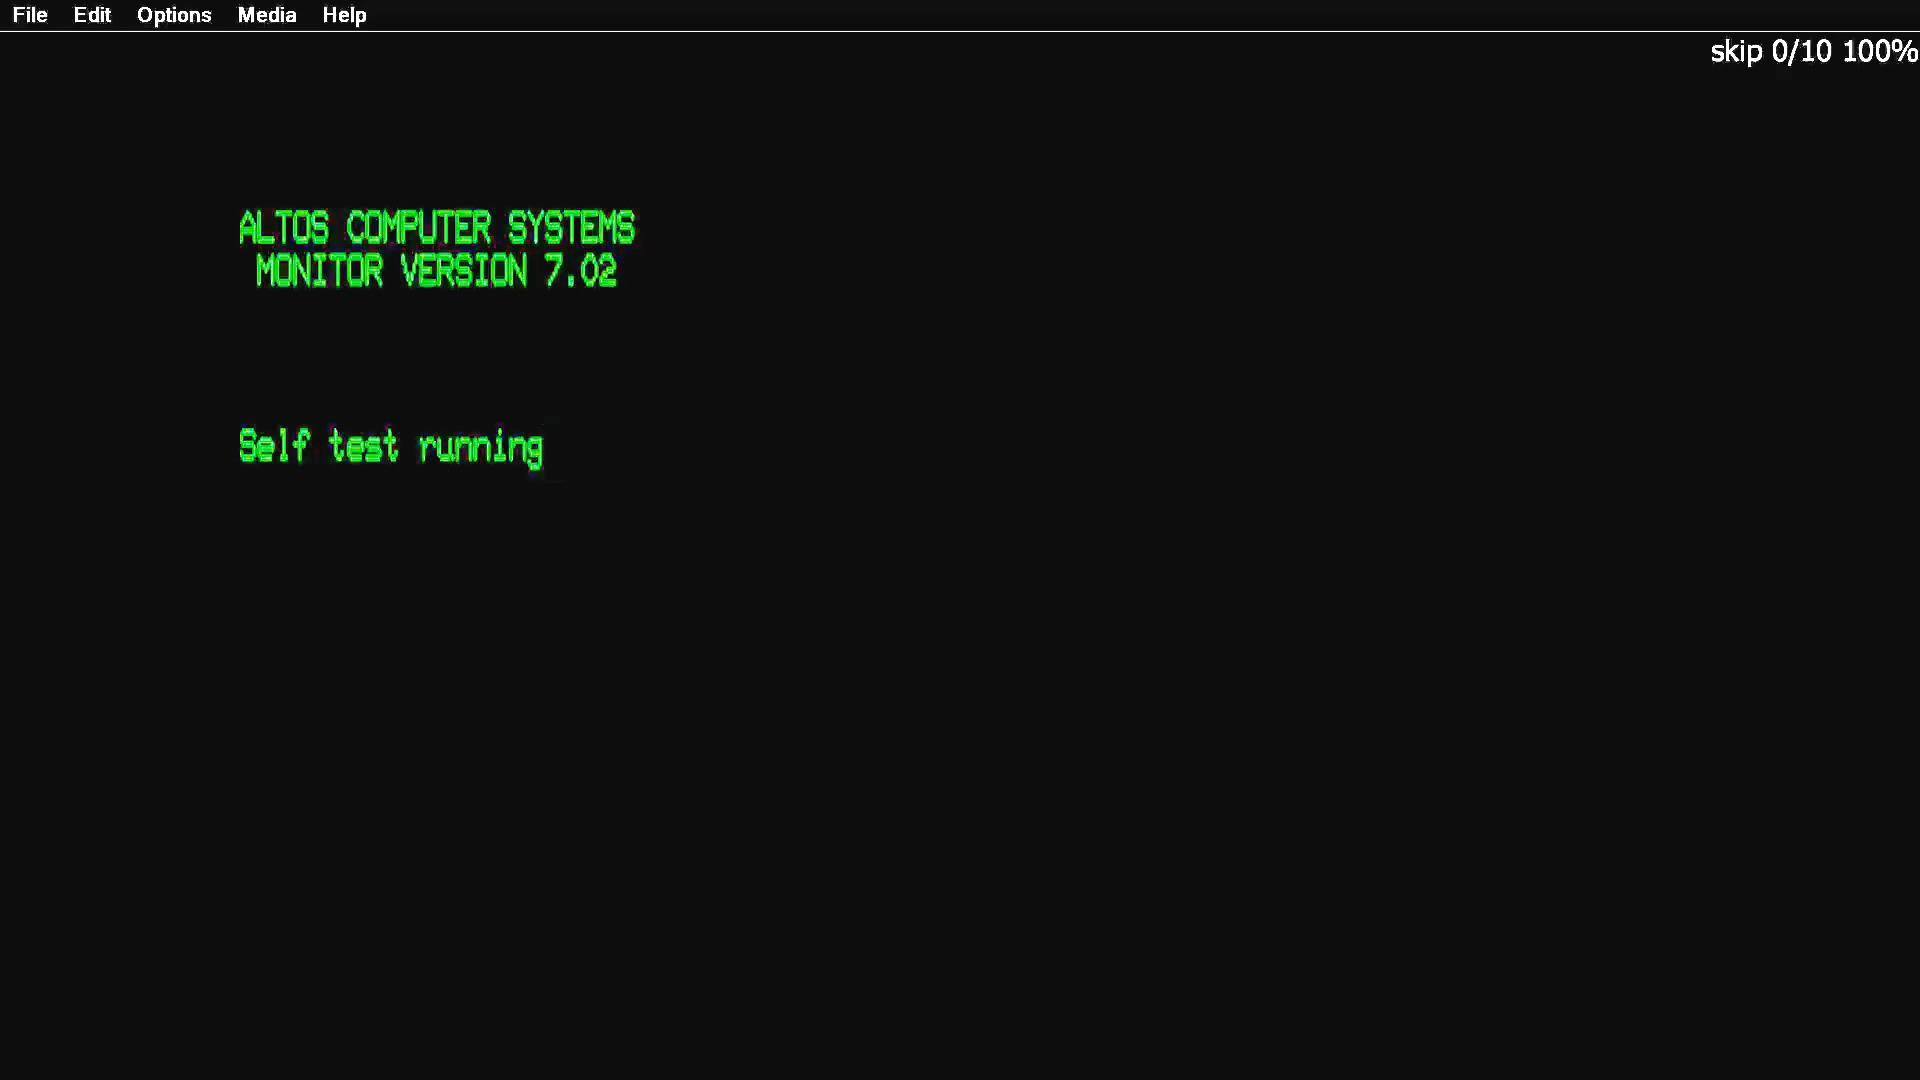 File Edit Options Media Help
skip 0/10 100%
ALTOS COMPUTER SYSTEMS
MONITOR VERSION 7.02
Self test running